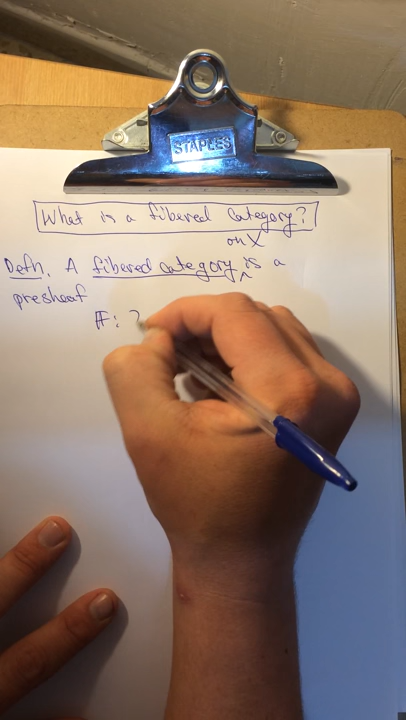 STAPLES
What is a fibered category?
on X
Defn. A fibered category ^ is a
presheaf
F: